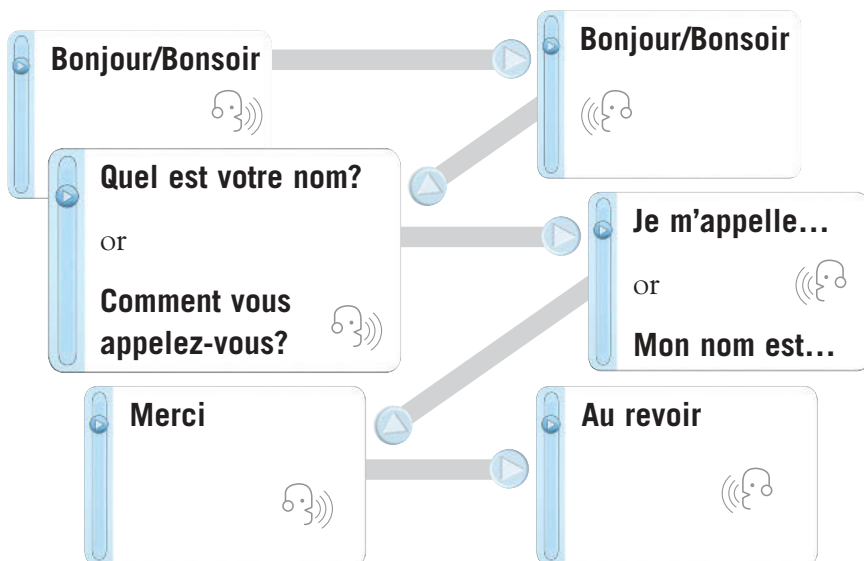 Bonjour/Bonsoir
Bonjour/Bonsoir
Quel est votre nom?
or
Comment vous
appelez-vous?
Je m’appelle...
or
Mon nom est...
Merci
Au revoir